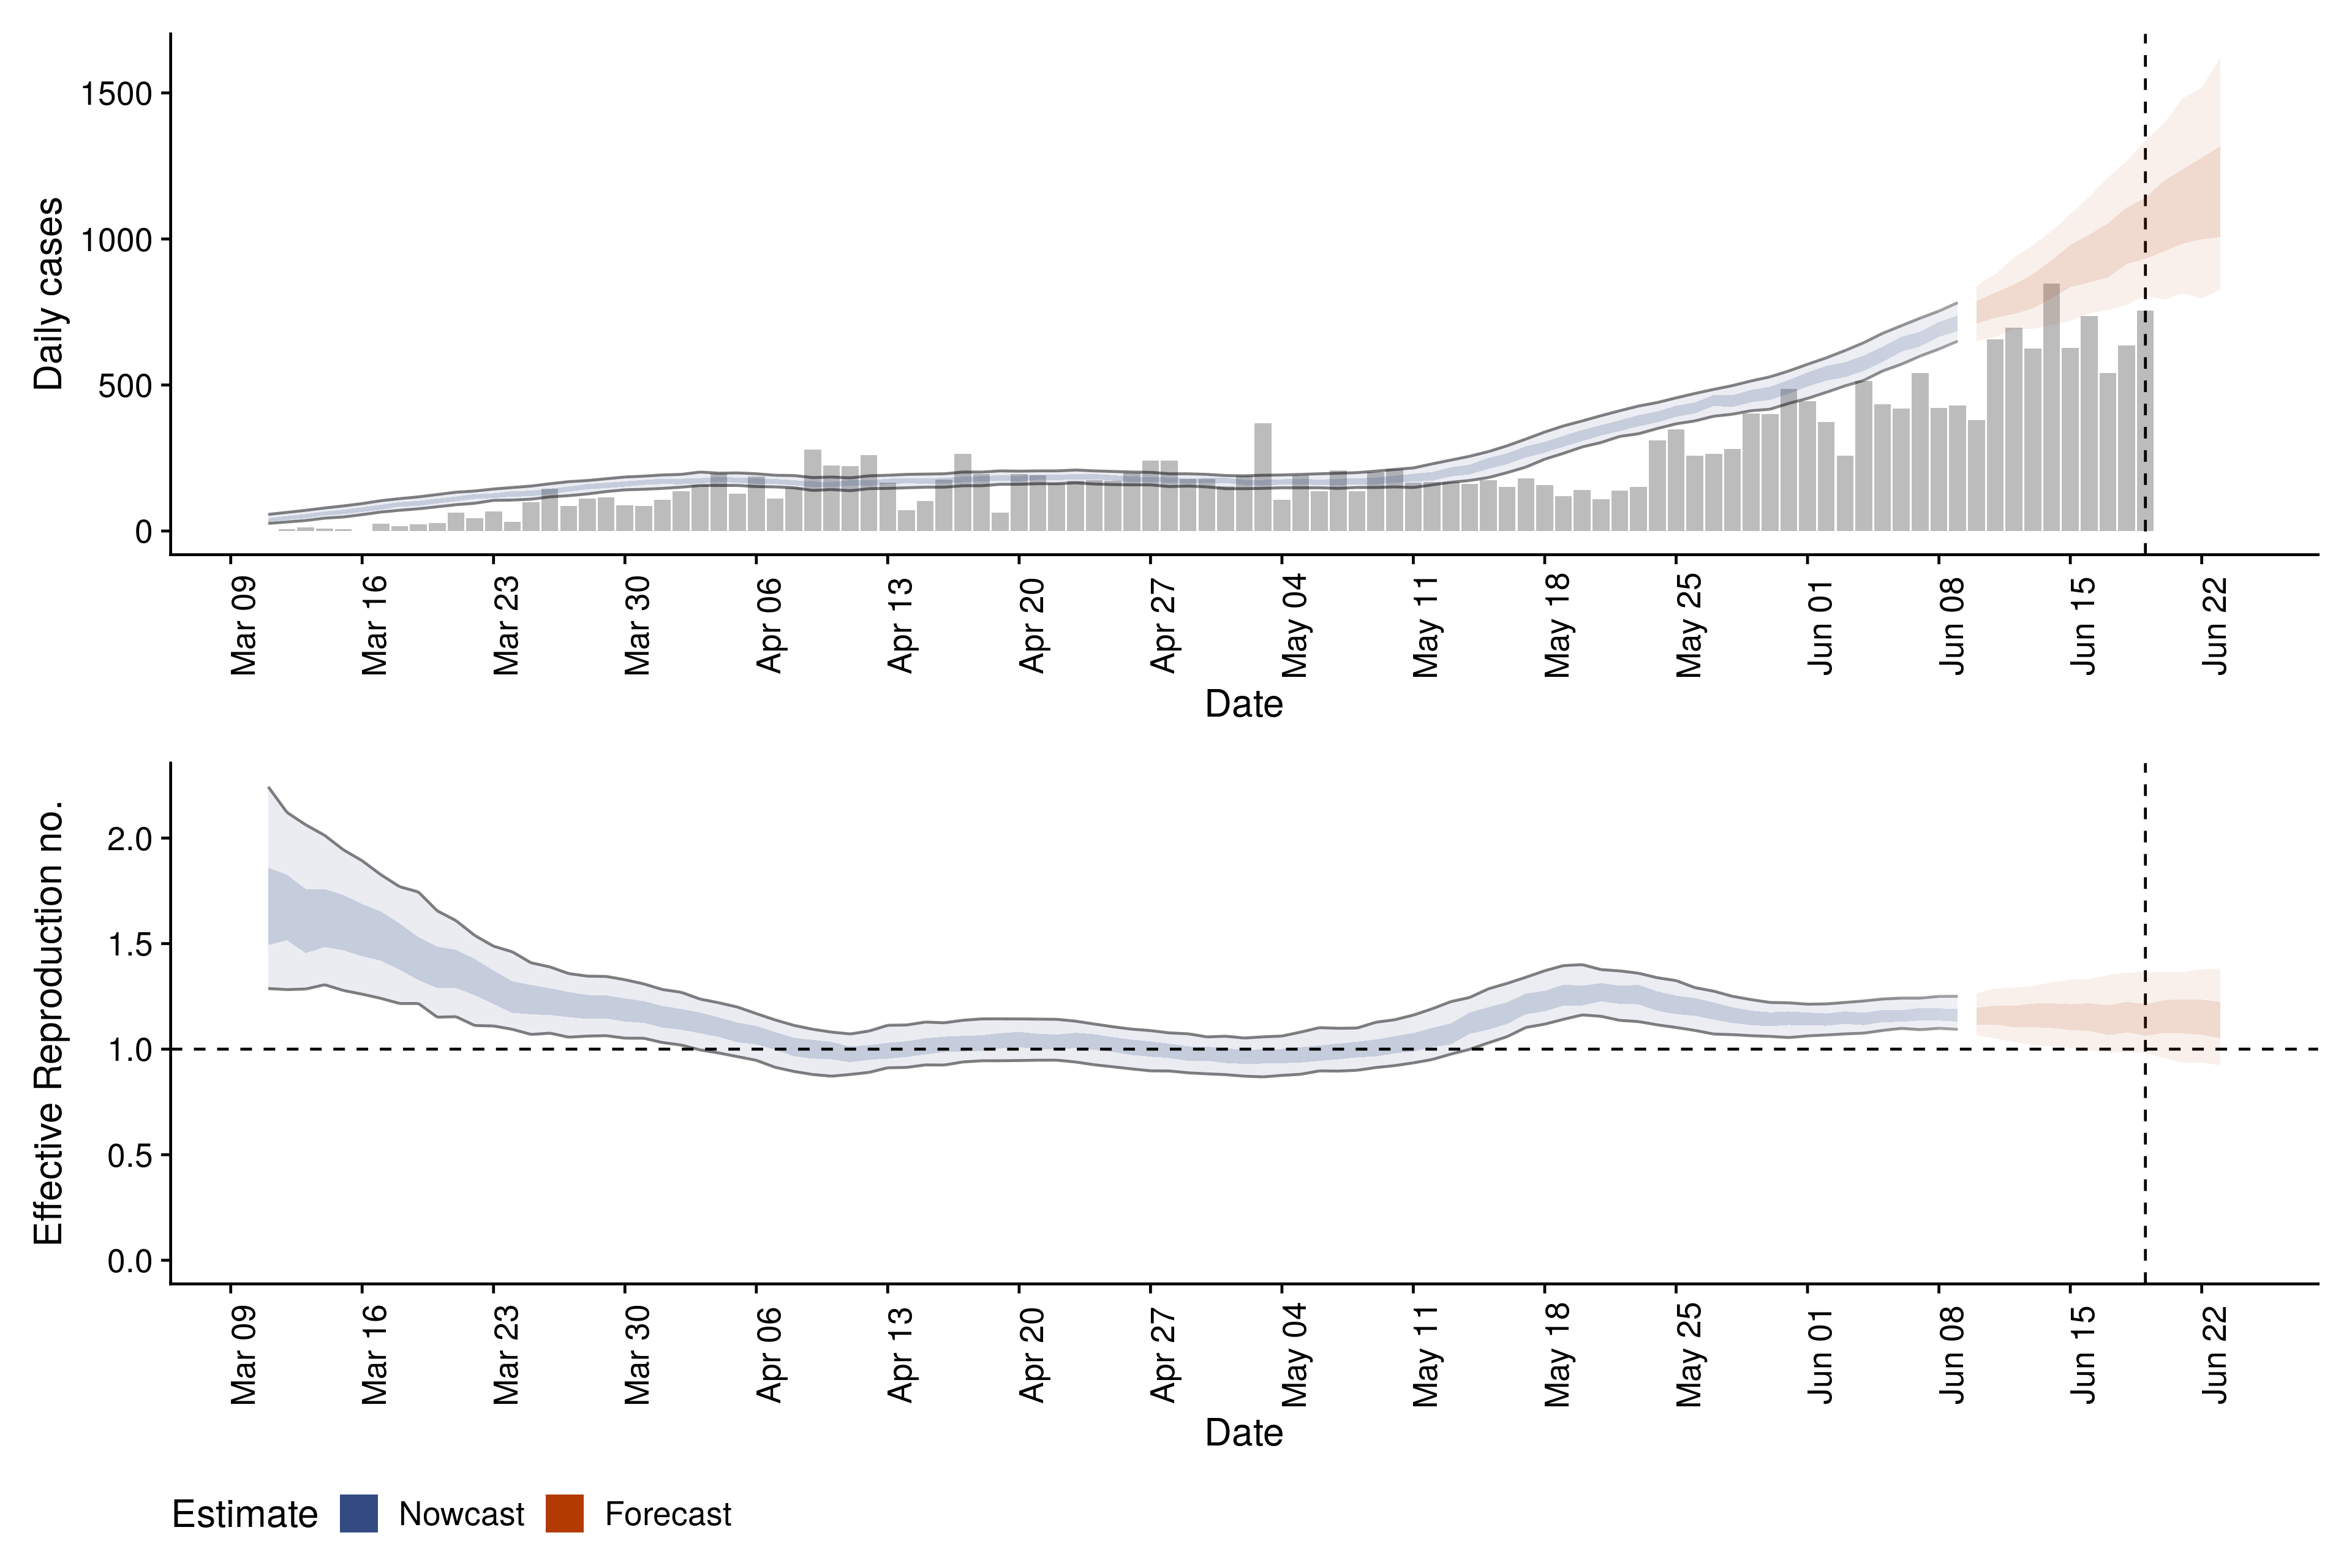 Daily cases
1500
1000
500
0
Mar 09
Mar 16
Mar 23
Mar 30
Apr 06
Apr 13
Apr 20
Apr 27
May 04
May 11
May 18
May 25
Jun 01
Jun 08
Jun 15
Jun 22
Date
Effective Reproduction no.
2.0
1.5
1.0
0.5
0.0
Mar 09
Mar 16
Mar 23
Mar 30
Apr 06
Apr 13
Apr 20
Apr 27
May 04
May 11
May 18
May 25
Jun 01
Jun 08
Jun 15
Jun 22
Date
Estimate Nowcast Forecast